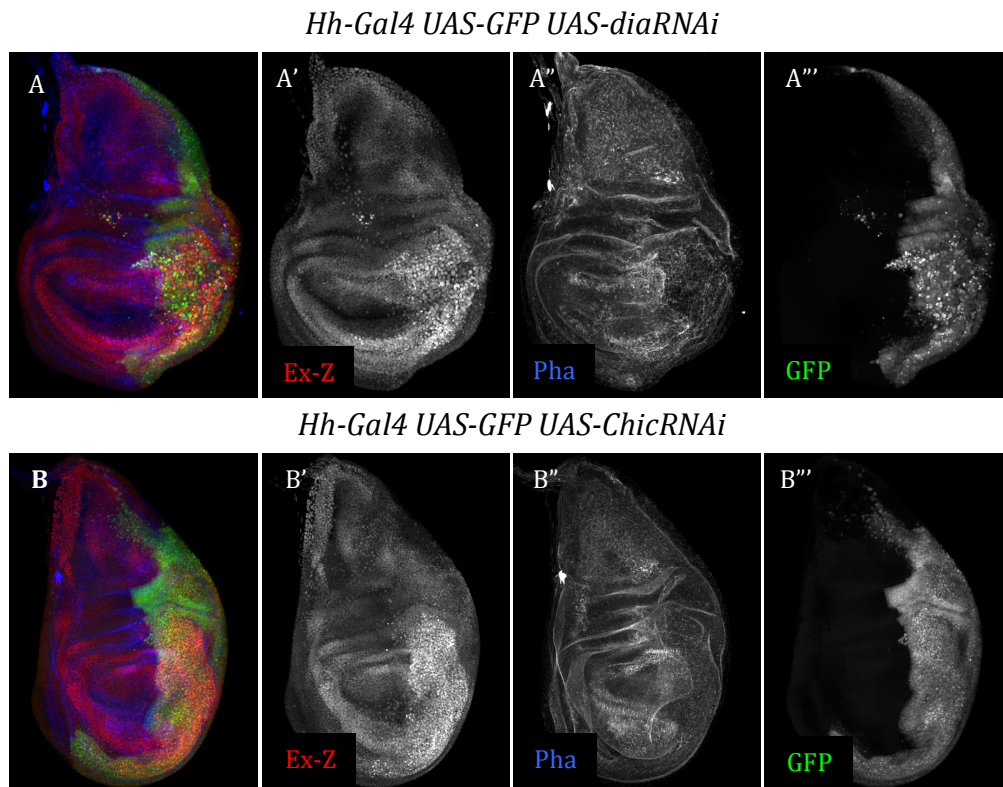 Hh-Gal4 UAS-GFP UAS-diaRNAi
A A' A'' A'''
Ex-Z Pha GFP
Hh-Gal4 UAS-GFP UAS-ChicRNAi
B B' B'' B'''
Ex-Z Pha GFP